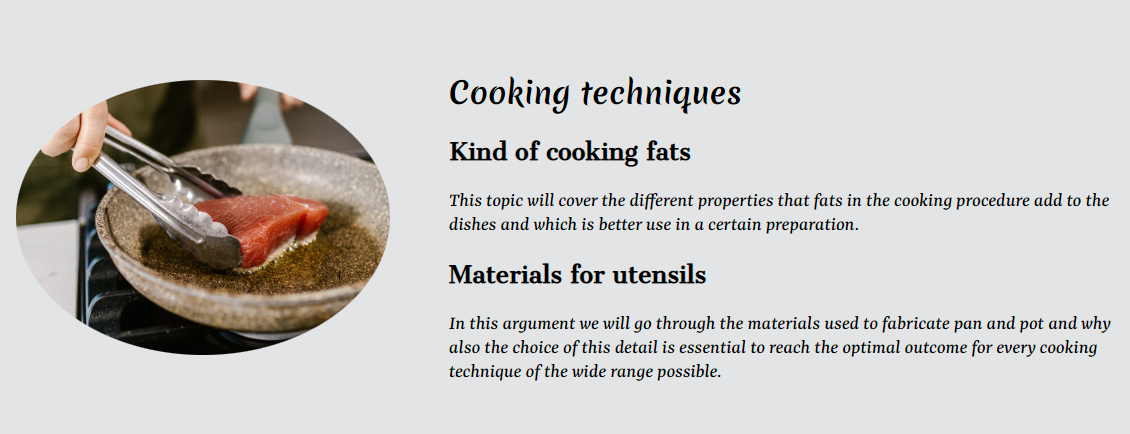 Cooking techniques
Kind of cooking fats
This topic will cover the different properties that fats in the cooking procedure add to the
dishes and which is better use in a certain preparation.
Materials for utensils
In this argument we will go through the materials used to fabricate pan and pot and why
also the choice of this detail is essential to reach the optimal outcome for every cooking
technique of the wide range possible.